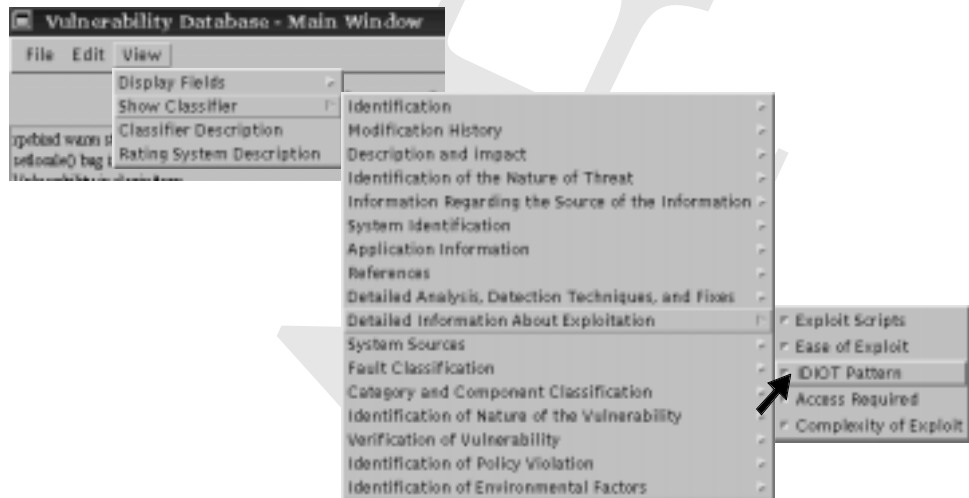 Vulnerability Database - Main Window
File Edit View
Display Fields
Show Classifier
Classifier Description
Rating System Description
Identification
Modification History
Description and Impact
Identification of the Nature of Threat
Information Regarding the Source of the Information
System Identification
Application Information
References
Detailed Analysis, Detection Techniques, and Fixes
Detailed Information About Exploitation
System Sources
Fault Classification
Category and Component Classification
Identification of Nature of the Vulnerability
Verification of Vulnerability
Identification of Policy Violation
Identification of Environmental Factors
Exploit Scripts
Ease of Exploit
IDIOT Pattern
Access Required
Complexity of Exploit